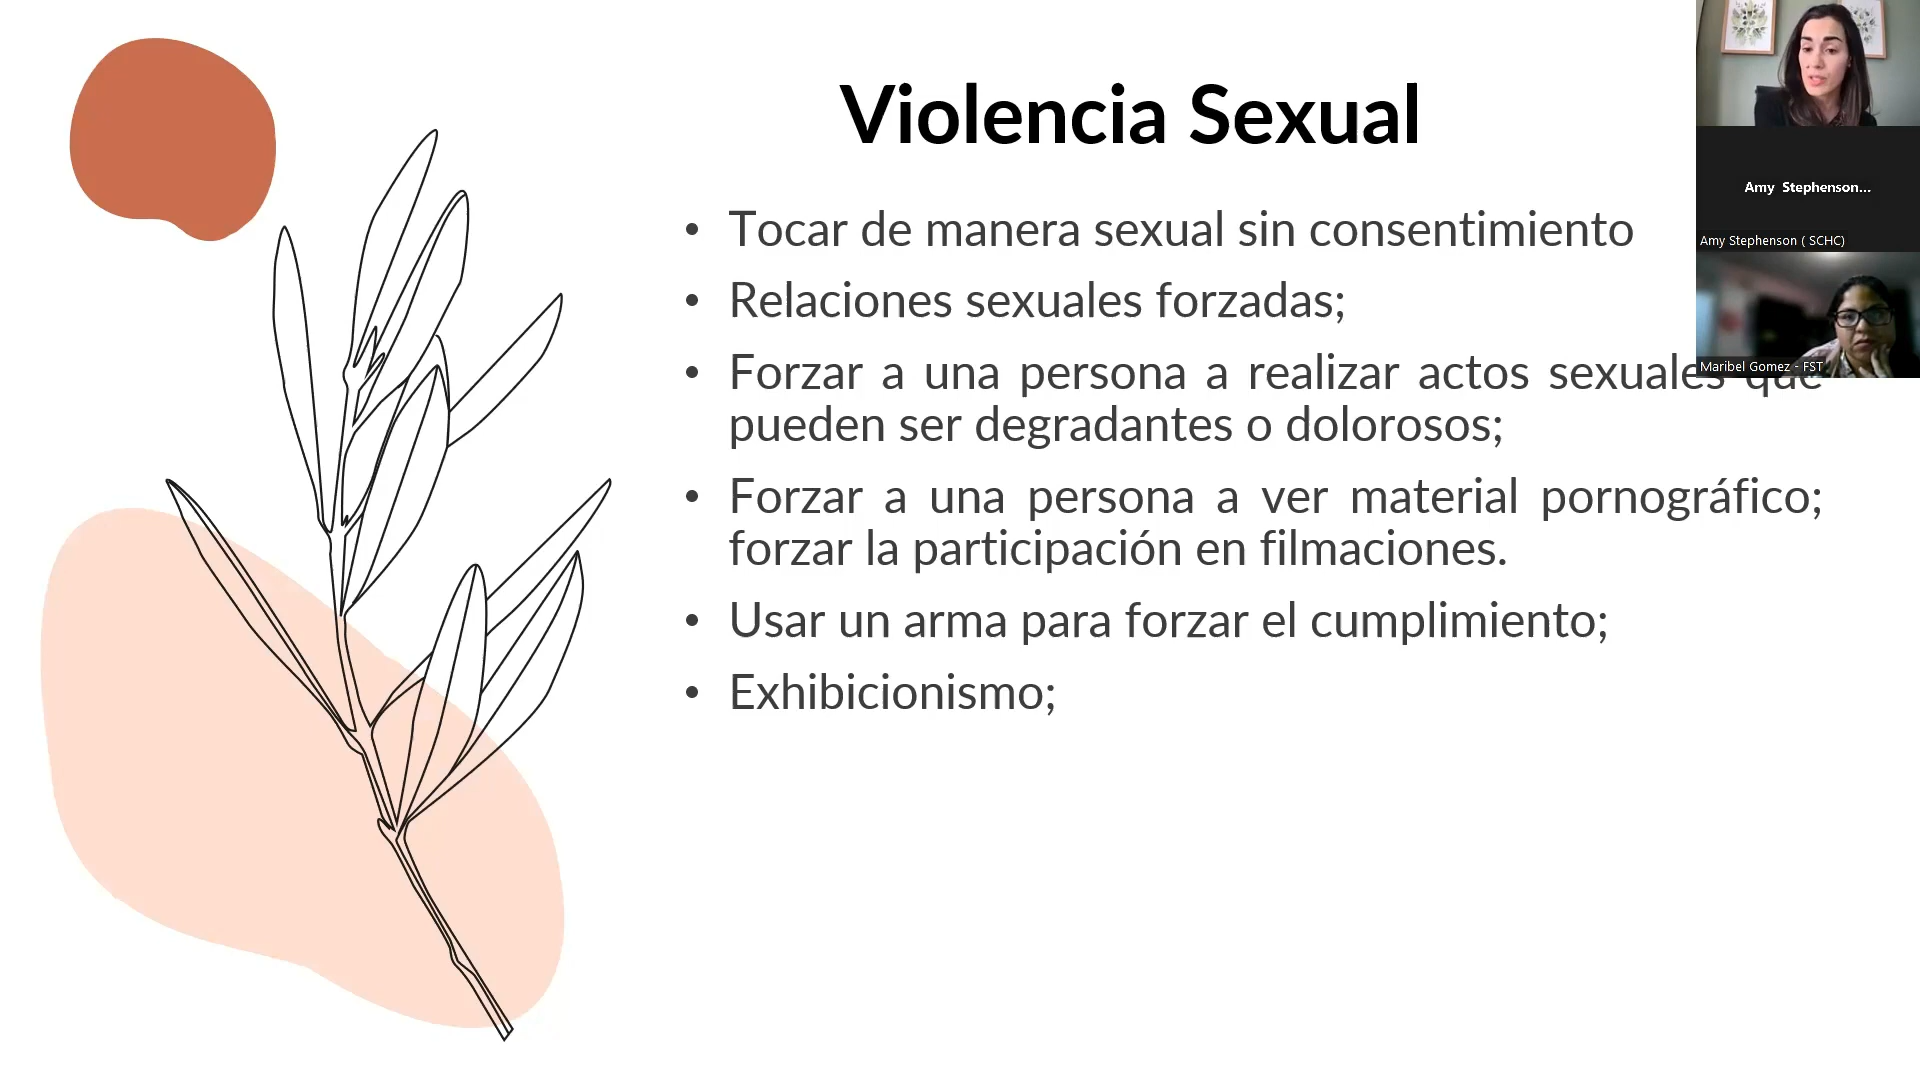 Violencia Sexual
• Tocar de manera sexual sin consentimiento
• Relaciones sexuales forzadas;
• Forzar a una persona a realizar actos sexuales que
pueden ser degradantes o dolorosos;
• Forzar a una persona a ver material pornográfico;
forzar la participación en filmaciones.
• Usar un arma para forzar el cumplimiento;
• Exhibicionismo;
Amy Stephenson...
Amy Stephenson ( SCHC)
Maribel Gomez - FST